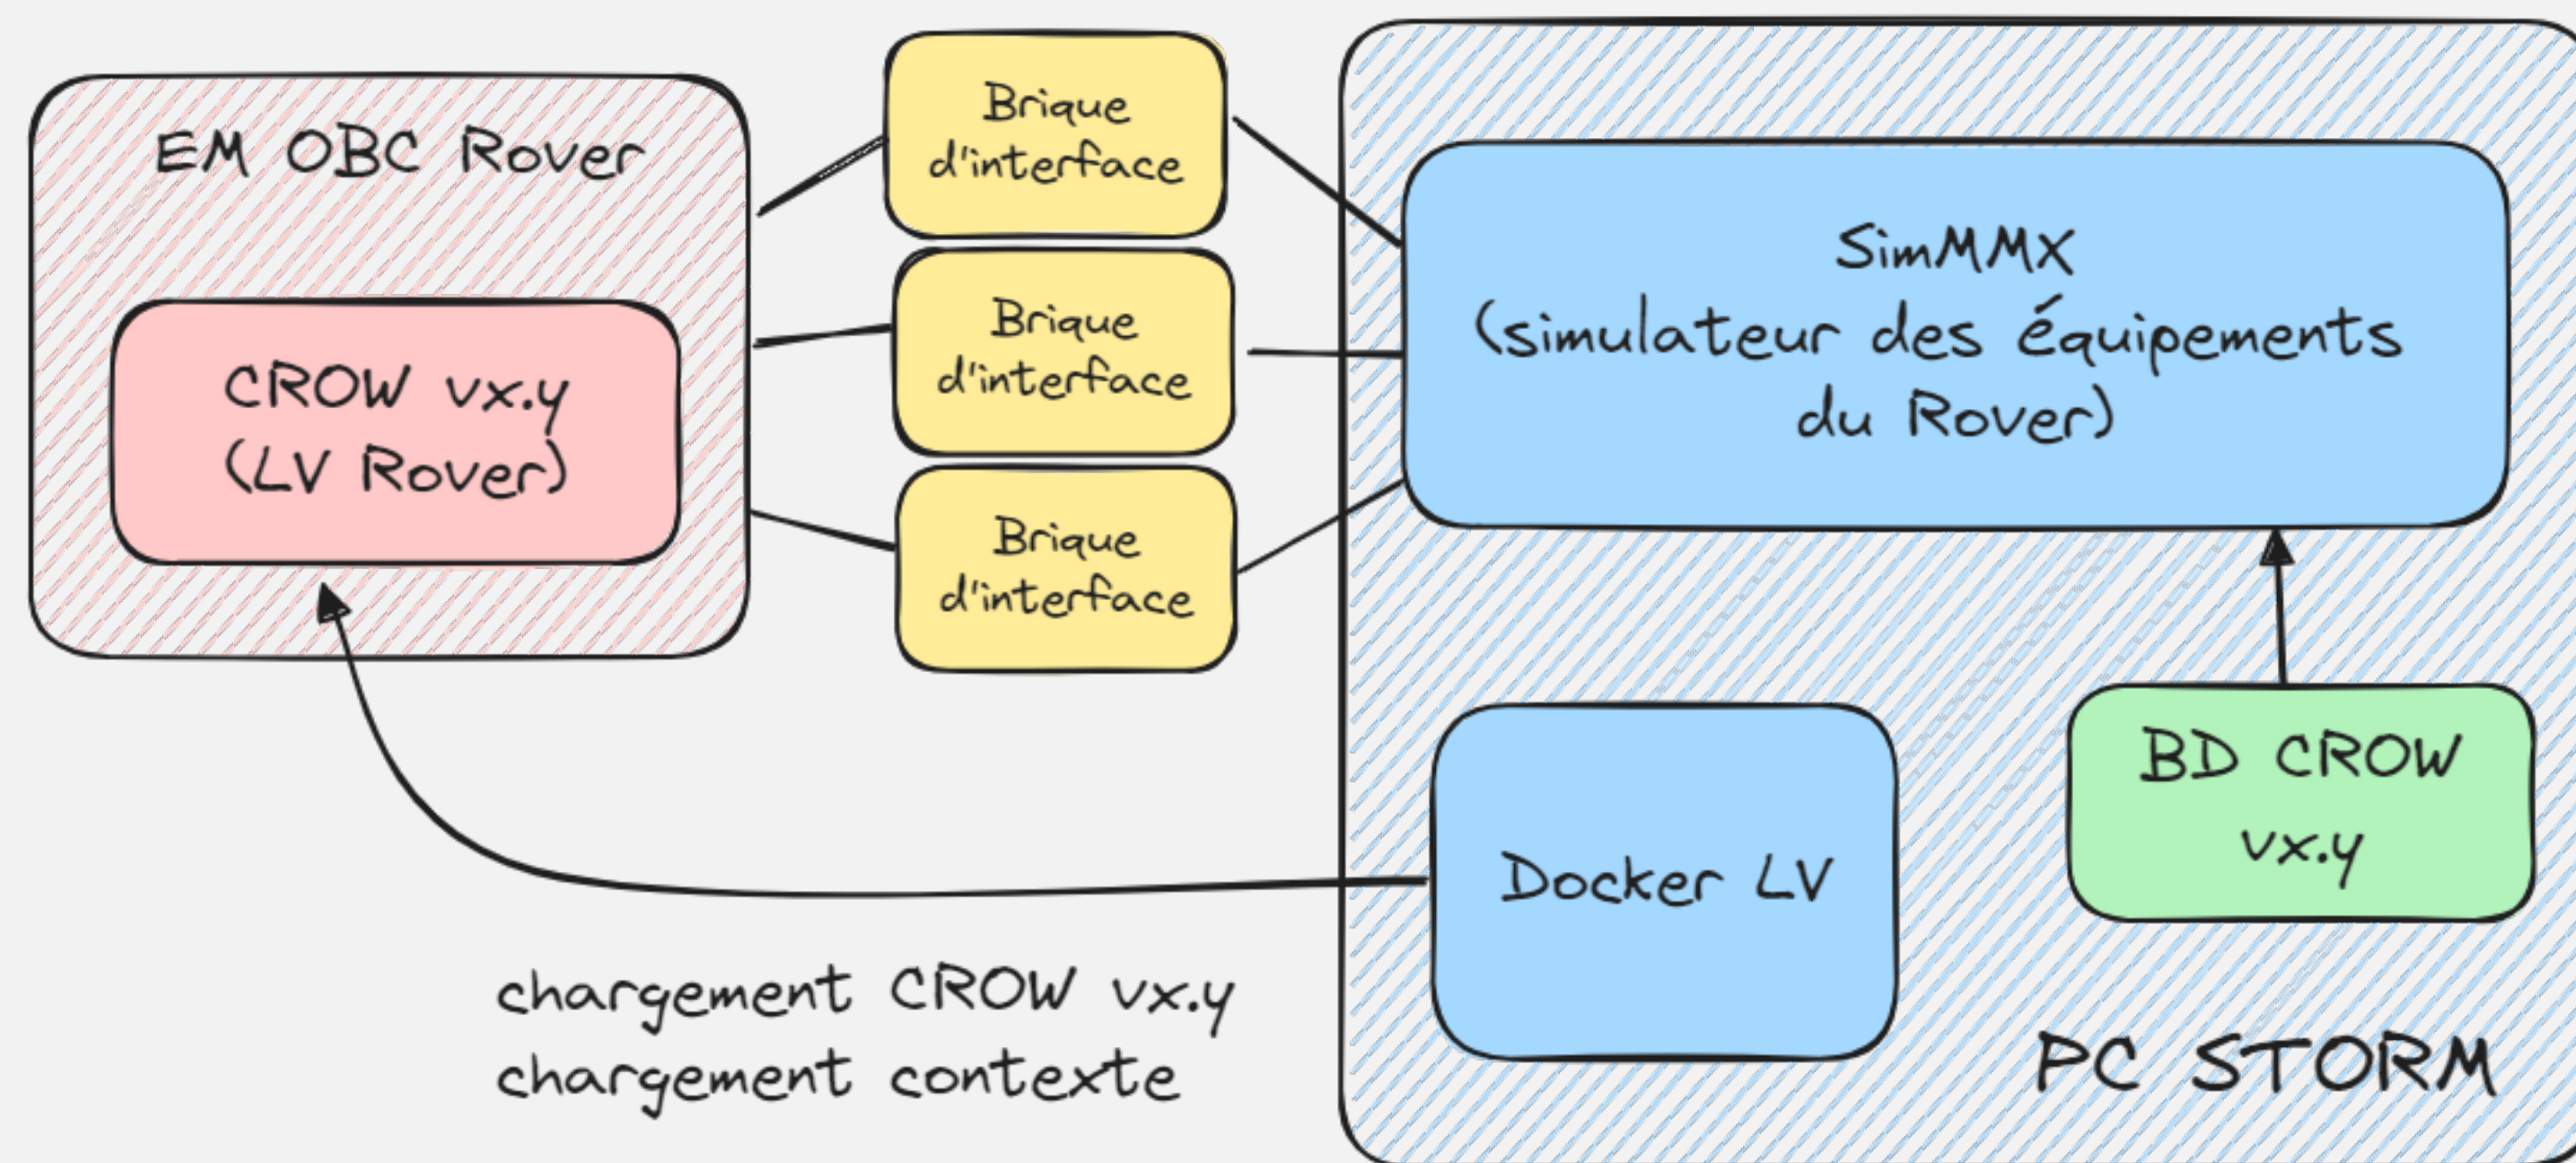 EM OBC Rover
CROW vx.y
(LV Rover)
Brique
d'interface
Brique
d'interface
Brique
d'interface
SimMMX
(simulateur des équipements
du Rover)
Docker LV
BD CROW
vx.y
PC STORM
chargement CROW vx.y
chargement contexte